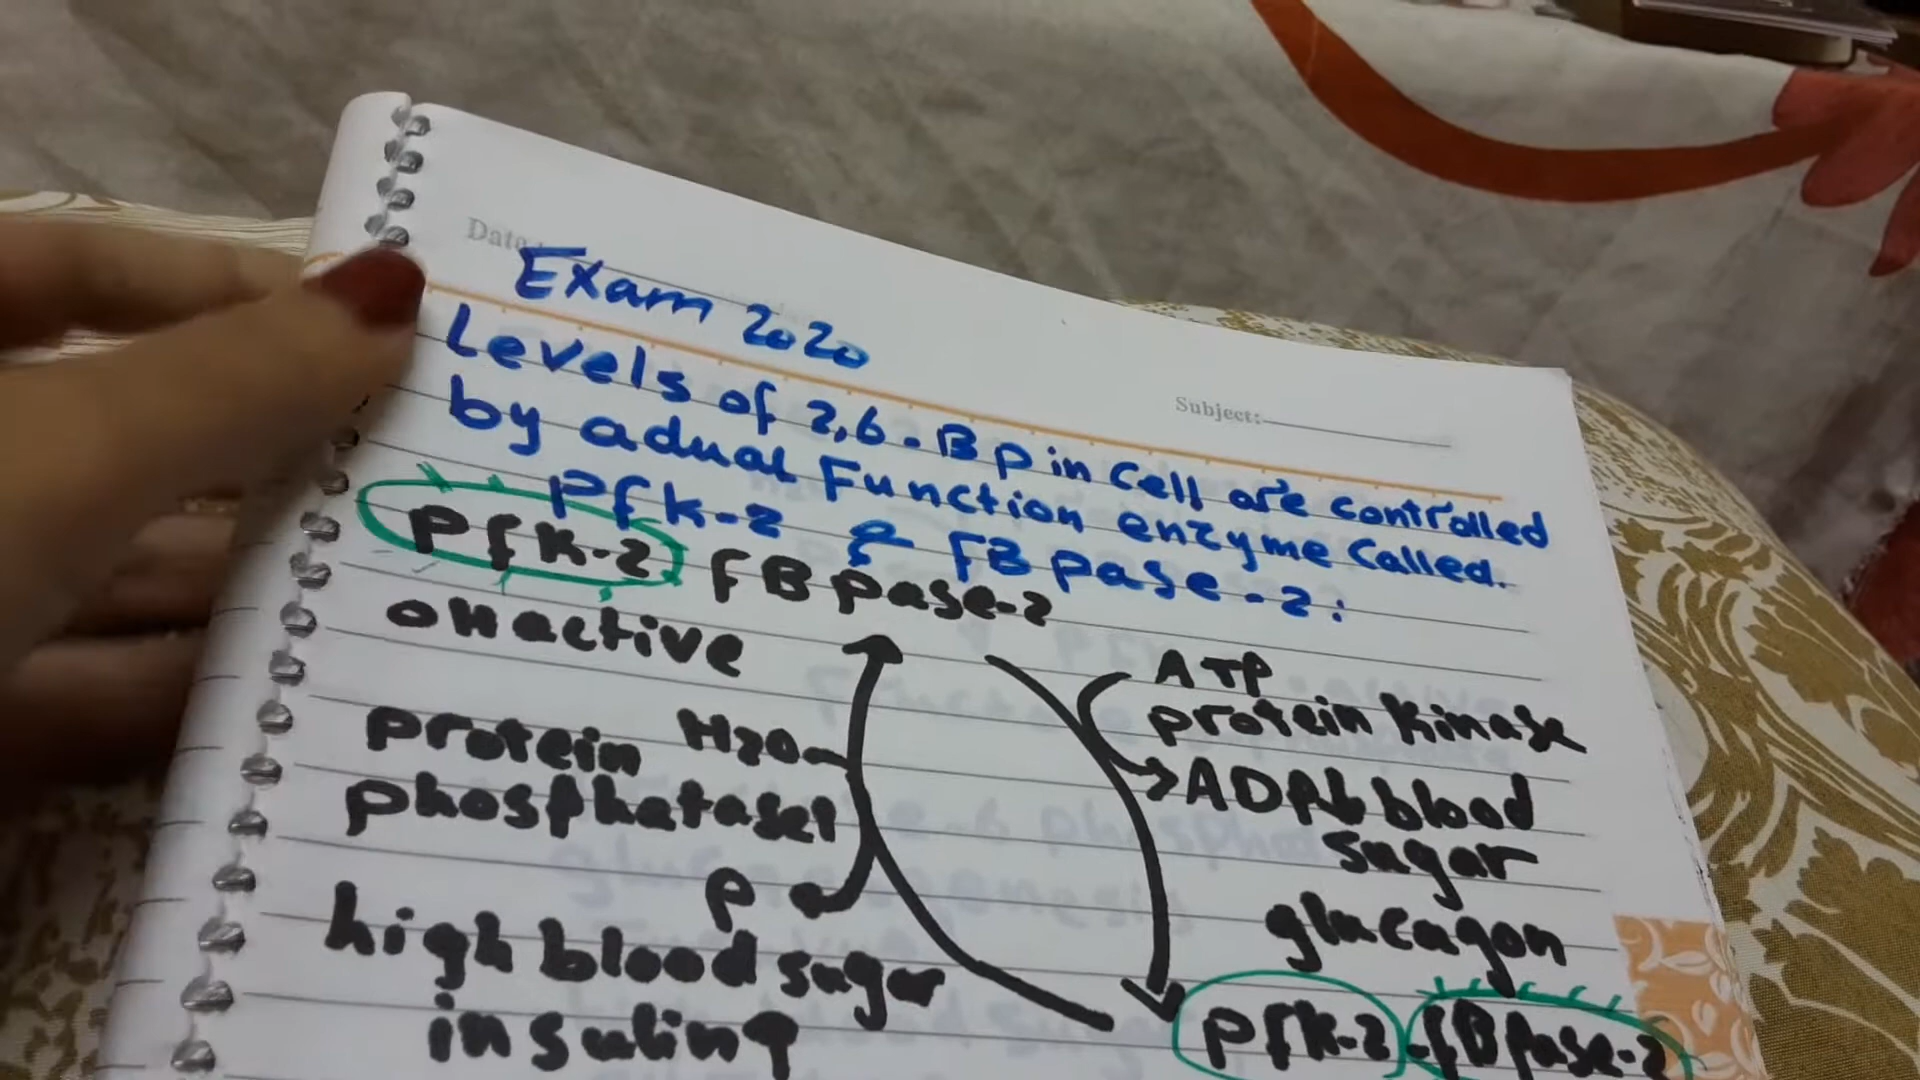 Date
Exam 2020
Subject:
Levels of 2,6-Bp in Cell are controlled
by adual Function enzyme Called.
Pfk-2 & FBpase-2:
Pfk-2 FBpase-2
active
ATP
protein Kinase
protein H2O
phosphatase
blood
sugar
P
glucagon
high blood sugar
insulin
Pfk-2 FBpase-2